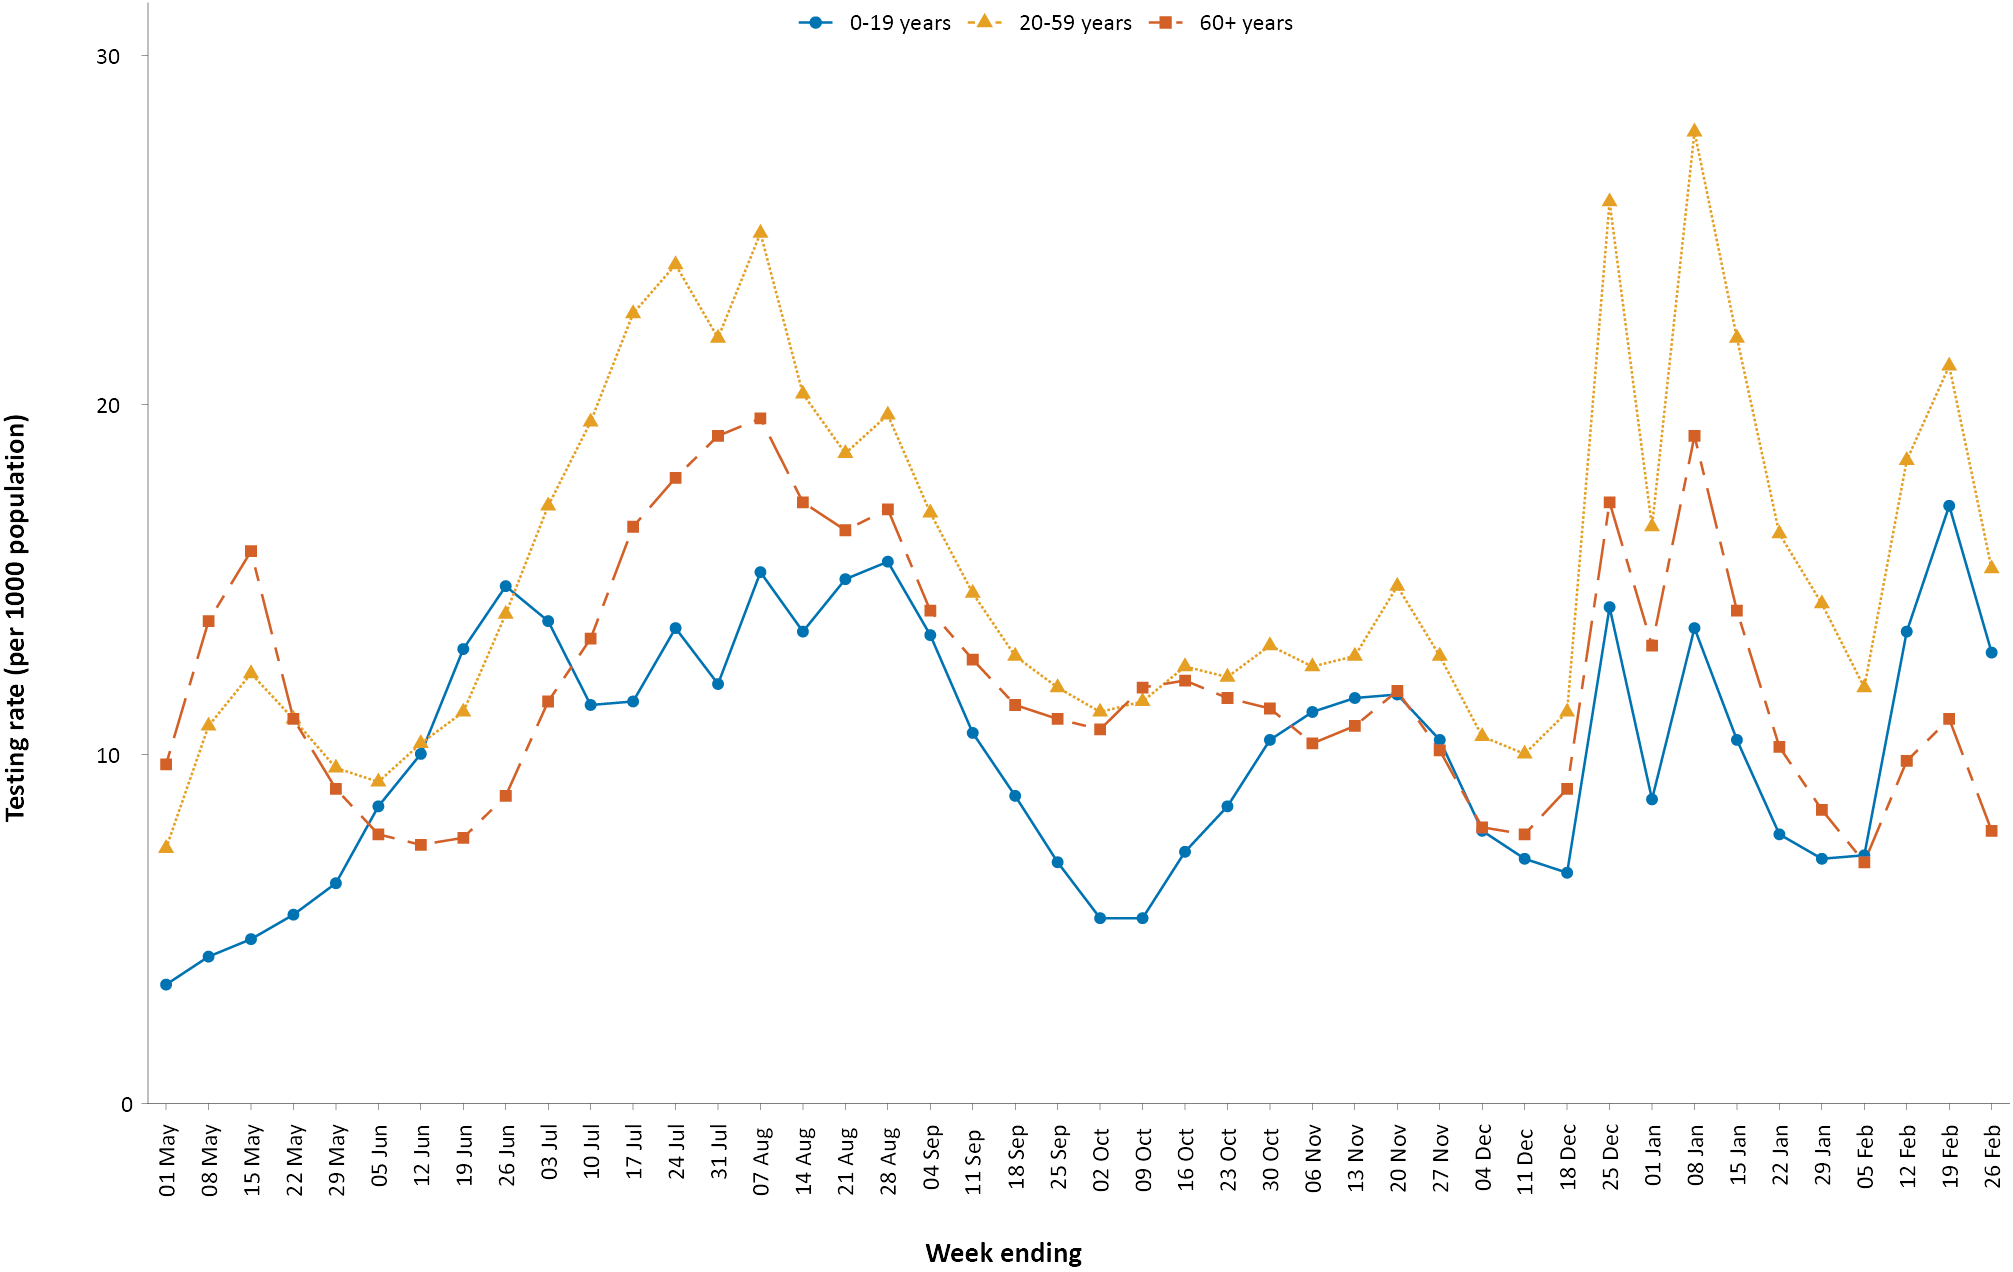 0-19 years 20-59 years 60+ years
30
20
10
0
Testing rate (per 1000 population)
01 May 08 May 15 May 22 May 29 May 05 Jun 12 Jun 19 Jun 26 Jun 03 Jul 10 Jul 17 Jul 24 Jul 31 Jul 07 Aug 14 Aug 21 Aug 28 Aug 04 Sep 11 Sep 18 Sep 25 Sep 02 Oct 09 Oct 16 Oct 23 Oct 30 Oct 06 Nov 13 Nov 20 Nov 27 Nov 04 Dec 11 Dec 18 Dec 25 Dec 01 Jan 08 Jan 15 Jan 22 Jan 29 Jan 05 Feb 12 Feb 19 Feb 26 Feb
Week ending